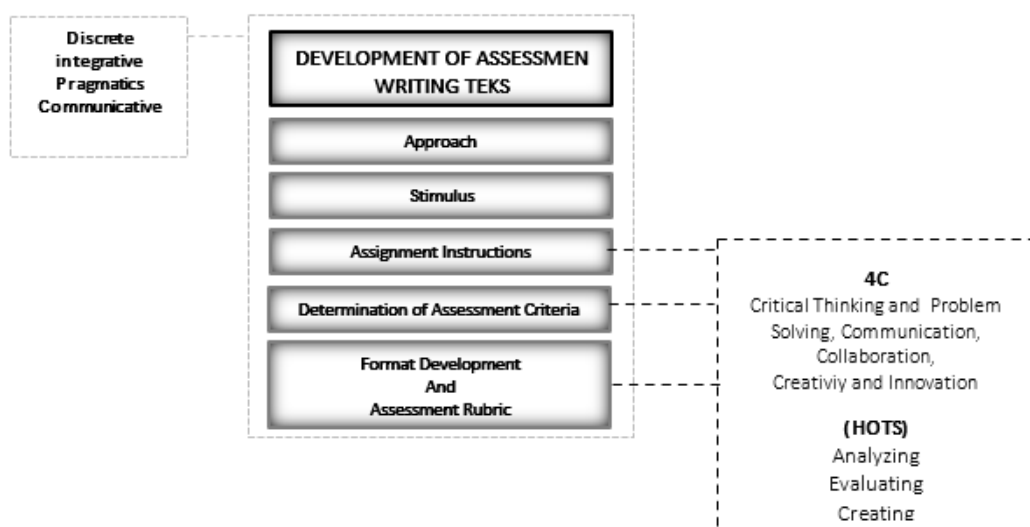 Discrete
integrative
Pragmatics
Communicative
DEVELOPMENT OF ASSESSMEN
WRITING TEKS
Approach
Stimulus
Assignment Instructions
Determination of Assessment Criteria
Format Development
And
Assessment Rubric
4C
Critical Thinking and Problem
Solving, Communication,
Collaboration,
Creativiy and Innovation
(HOTS)
Analyzing
Evaluating
Creating